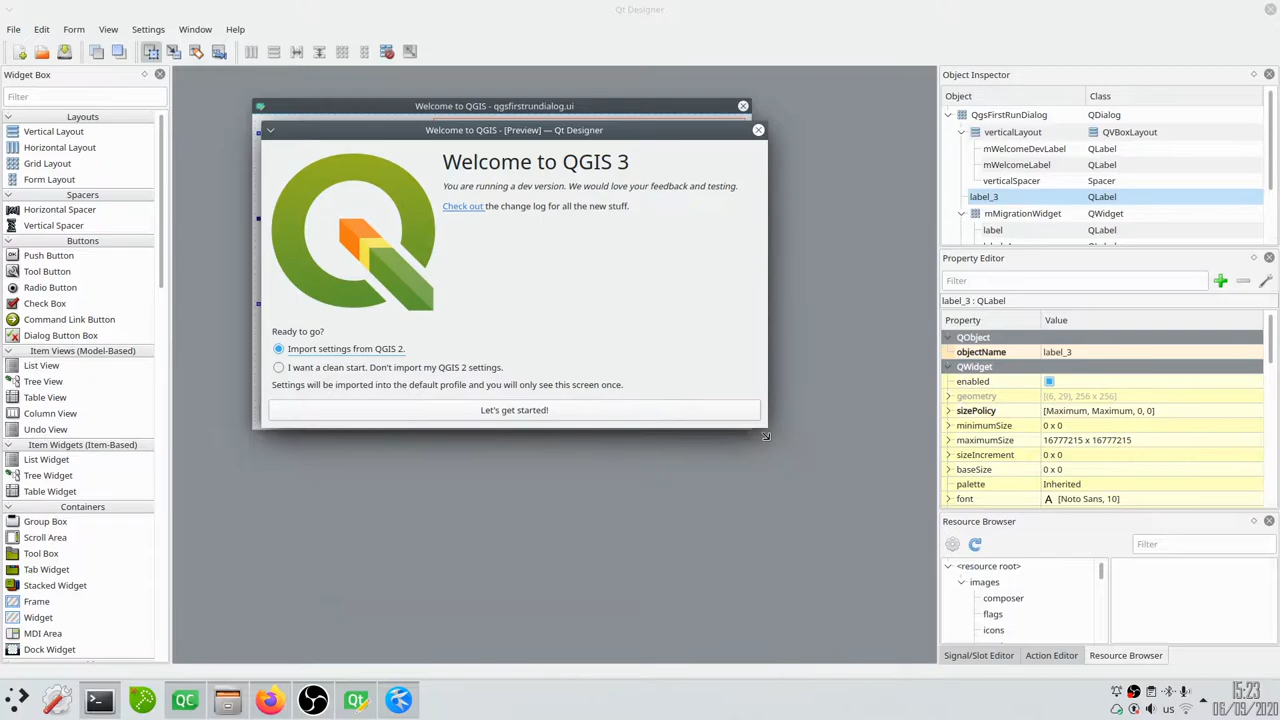 Qt Designer
File Edit Form View Settings Window Help
Widget Box
Filter
Layouts
Vertical Layout
Horizontal Layout
Grid Layout
Form Layout
Spacers
Horizontal Spacer
Vertical Spacer
Buttons
Push Button
Tool Button
Radio Button
Check Box
Command Link Button
Dialog Button Box
Item Views (Model-Based)
List View
Tree View
Table View
Column View
Undo View
Item Widgets (Item-Based)
List Widget
Tree Widget
Table Widget
Containers
Group Box
Scroll Area
Tool Box
Tab Widget
Stacked Widget
Frame
Widget
MDI Area
Dock Widget
Welcome to QGIS - qgsfirstrundialog.ui
Welcome to QGIS - [Preview] — Qt Designer
Welcome to QGIS 3
You are running a dev version. We would love your feedback and testing.
Check out the change log for all the new stuff.
Ready to go?
Import settings from QGIS 2.
I want a clean start. Don't import my QGIS 2 settings.
Settings will be imported into the default profile and you will only see this screen once.
Let's get started!
Object Inspector
Object Class
QgsFirstRunDialog QDialog
verticalLayout QVBoxLayout
mWelcomeDevLabel QLabel
mWelcomeLabel QLabel
verticalSpacer Spacer
label_3 QLabel
mMigrationWidget QWidget
label QLabel
Property Editor
Filter
label_3 : QLabel
Property Value
QObject
objectName label_3
QWidget
enabled
geometry [(6, 29), 256 x 256]
sizePolicy [Maximum, Maximum, 0, 0]
minimumSize 0 x 0
maximumSize 16777215 x 16777215
sizeIncrement 0 x 0
baseSize 0 x 0
palette Inherited
font A [Noto Sans, 10]
Resource Browser
Filter
<resource root>
images
composer
flags
icons
Signal/Slot Editor Action Editor Resource Browser
QC
Qt
us
15:23
06/09/2020